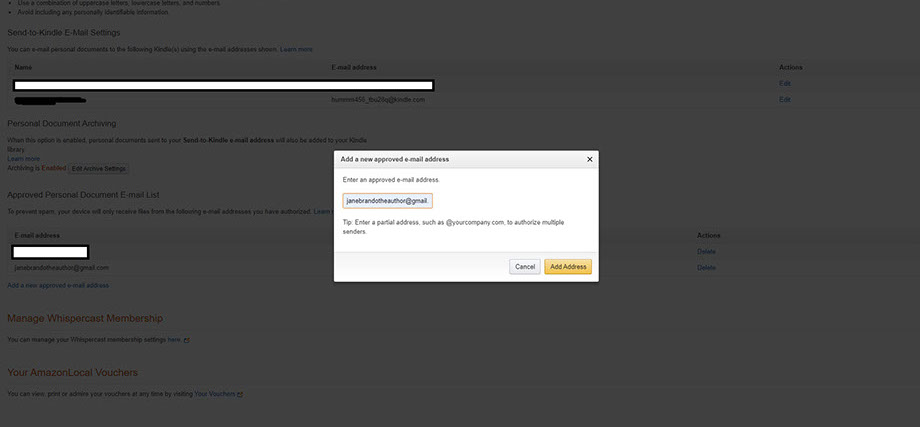 Use a combination of uppercase letters, lowercase letters, and numbers.
Avoid including any personally identifiable information.
Send-to-Kindle E-Mail Settings
You can e-mail personal documents to the following Kindle(s) using the e-mail addresses shown. Learn more
Name E-mail address Actions
Edit
@kindle.com Edit
Personal Document Archiving
When this option is enabled, personal documents sent to your Send-to-Kindle e-mail address will also be added to your Kindle
library.
Learn more
Archiving is Enabled Edit Archive Settings
Approved Personal Document E-mail List
To prevent spam, your device will only receive files from the following e-mail addresses you have authorized. Learn
E-mail address Actions
Delete
janebrandotheauthor@gmail.com Delete
Add a new approved e-mail address
Manage Whispercast Membership
You can manage your Whispercast membership settings here.
Your AmazonLocal Vouchers
You can view, print or admire your vouchers at any time by visiting Your Vouchers
Add a new approved e-mail address
Enter an approved e-mail address.
janebrandotheauthor@gmail.
Tip: Enter a partial address, such as @yourcompany.com, to authorize multiple
senders.
Cancel Add Address